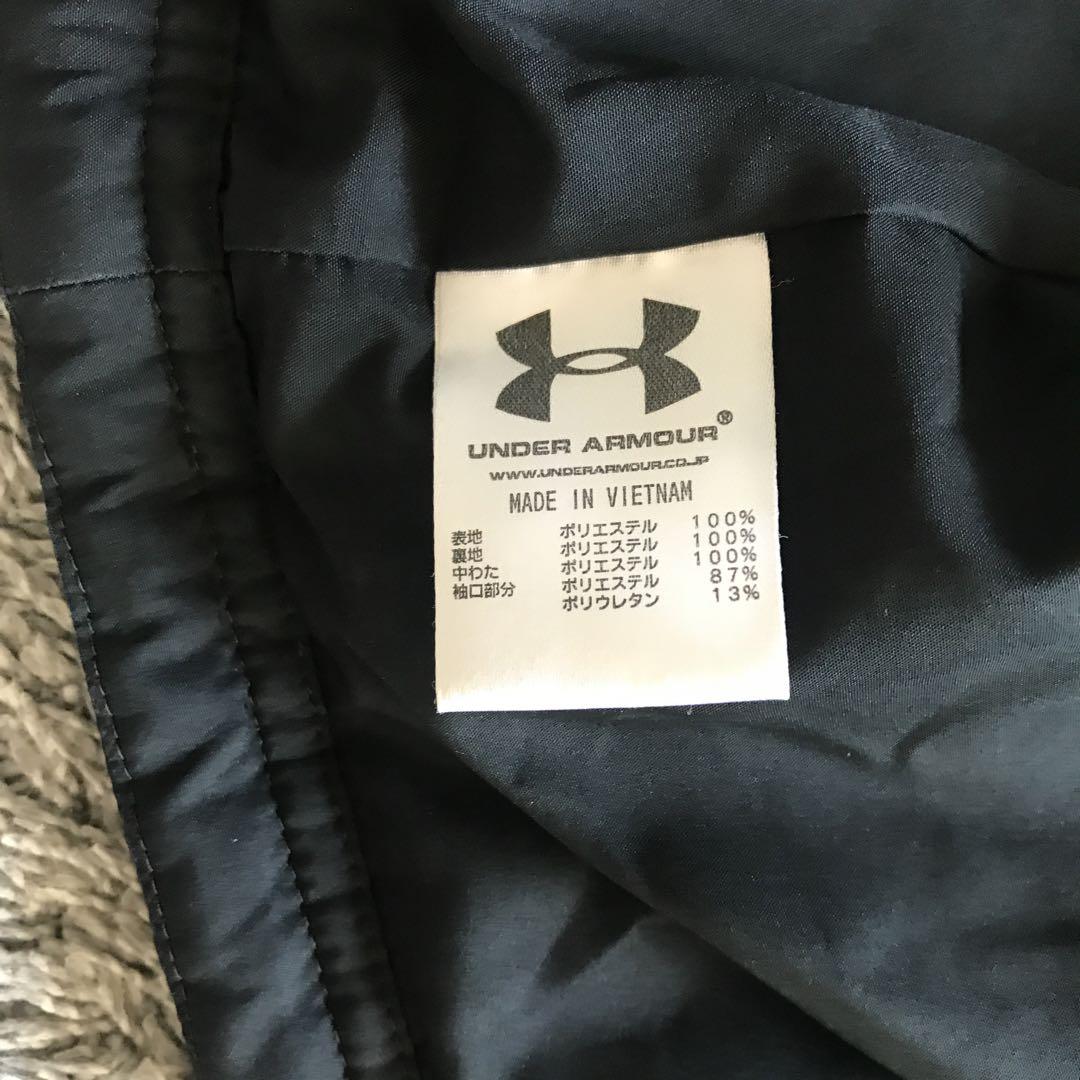 UNDER ARMOUR®
WWW.UNDERARMOUR.CO.JP
MADE IN VIETNAM
表地 ポリエステル 100%
裏地 ポリエステル 100%
中わた ポリエステル 100%
袖口部分 ポリエステル 87%
ポリウレタン 13%